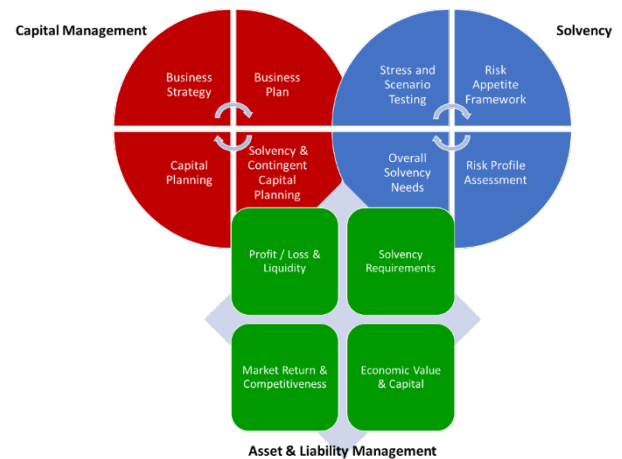 Capital Management
Solvency
Business
Strategy
Business
Plan
Capital
Planning
Solvency &
Contingent
Capital
Planning
Stress and
Scenario
Testing
Risk
Appetite
Framework
Overall
Solvency
Needs
Risk Profile
Assessment
Profit / Loss &
Liquidity
Solvency
Requirements
Market Return &
Competitiveness
Economic Value
& Capital
Asset & Liability Management